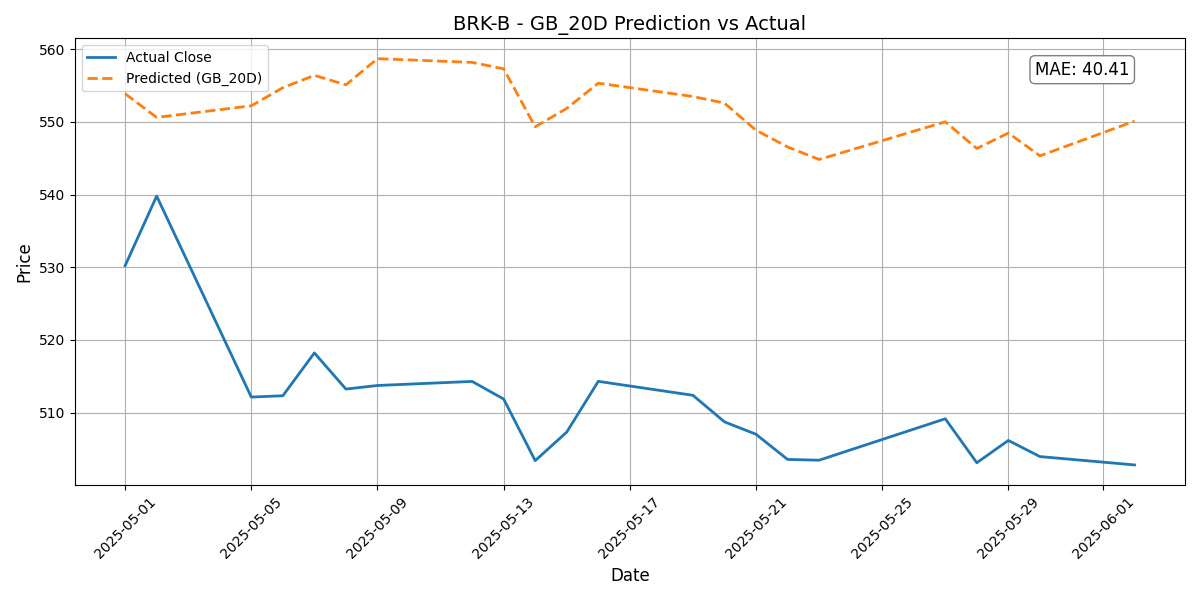 BRK-B - GB_20D Prediction vs Actual
Actual Close
Predicted (GB_20D)
MAE: 40.41
Price
560
550
540
530
520
510
2025-05-01
2025-05-05
2025-05-09
2025-05-13
2025-05-17
2025-05-21
2025-05-25
2025-05-29
2025-06-01
Date